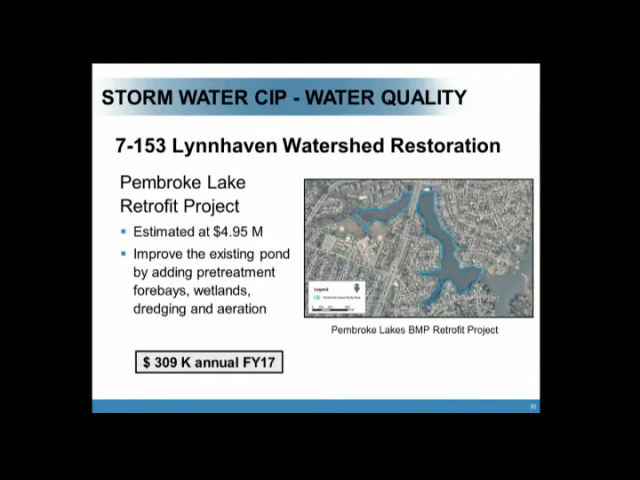 STORM WATER CIP - WATER QUALITY
7-153 Lynnhaven Watershed Restoration
Pembroke Lake
Retrofit Project
Estimated at $4.95 M
Improve the existing pond
by adding pretreatment
forebays, wetlands,
dredging and aeration
Legend
Pembroke Lakes BMP Retrofit Project
$ 309 K annual FY17